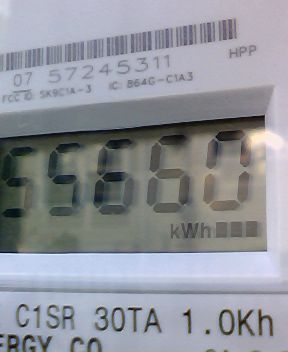 07 57245311
HPP
FCC ID: SK9C1A-3 IC: 864G-C1A3
55660
kWh
C1SR 30TA 1.0Kh
ERGY CO